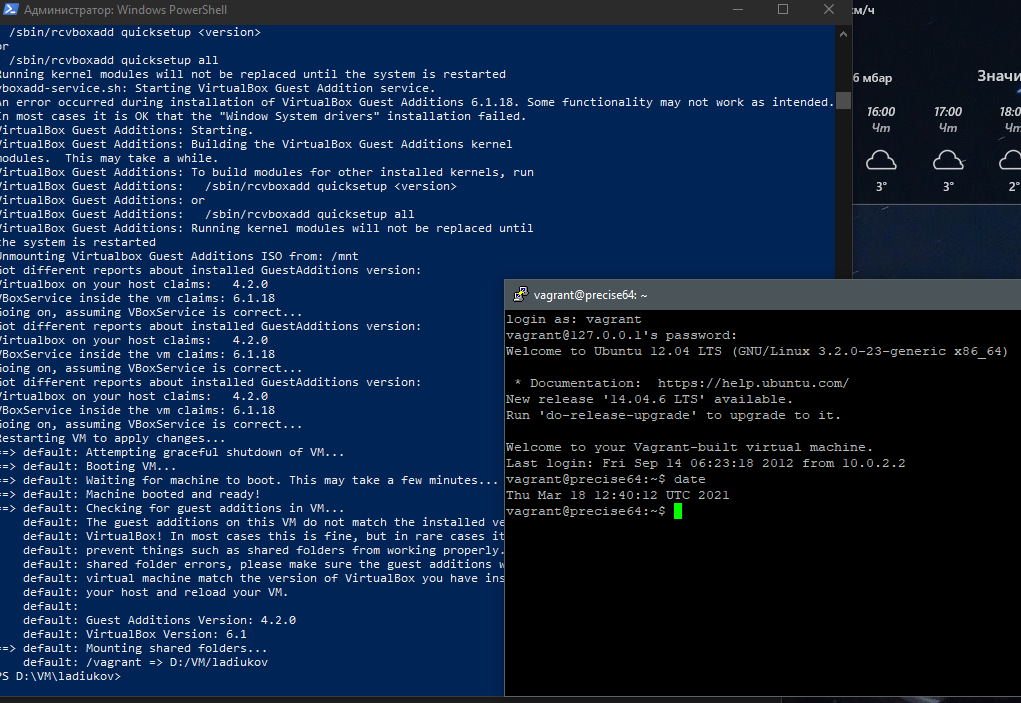 Администратор: Windows PowerShell
/sbin/rcvboxadd quicksetup <version>
or
/sbin/rcvboxadd quicksetup all
Running kernel modules will not be replaced until the system is restarted
vboxadd-service.sh: Starting VirtualBox Guest Addition service.
An error occurred during installation of VirtualBox Guest Additions 6.1.18. Some functionality may not work as intended.
In most cases it is OK that the "Window System drivers" installation failed.
VirtualBox Guest Additions: Starting.
VirtualBox Guest Additions: Building the VirtualBox Guest Additions kernel
modules.  This may take a while.
VirtualBox Guest Additions: To build modules for other installed kernels, run
VirtualBox Guest Additions:   /sbin/rcvboxadd quicksetup <version>
VirtualBox Guest Additions: or
VirtualBox Guest Additions:   /sbin/rcvboxadd quicksetup all
VirtualBox Guest Additions: Running kernel modules will not be replaced until
the system is restarted
Unmounting Virtualbox Guest Additions ISO from: /mnt
Got different reports about installed GuestAdditions version:
Virtualbox on your host claims:   4.2.0
VBoxService inside the vm claims: 6.1.18
Going on, assuming VBoxService is correct...
Got different reports about installed GuestAdditions version:
Virtualbox on your host claims:   4.2.0
VBoxService inside the vm claims: 6.1.18
Going on, assuming VBoxService is correct...
Got different reports about installed GuestAdditions version:
Virtualbox on your host claims:   4.2.0
VBoxService inside the vm claims: 6.1.18
Going on, assuming VBoxService is correct...
Restarting VM to apply changes...
==> default: Attempting graceful shutdown of VM...
==> default: Booting VM...
==> default: Waiting for machine to boot. This may take a few minutes...
==> default: Machine booted and ready!
==> default: Checking for guest additions in VM...
default: The guest additions on this VM do not match the installed ve
default: VirtualBox! In most cases this is fine, but in rare cases it
default: prevent things such as shared folders from working properly.
default: shared folder errors, please make sure the guest additions w
default: virtual machine match the version of VirtualBox you have ins
default: your host and reload your VM.
default:
default: Guest Additions Version: 4.2.0
default: VirtualBox Version: 6.1
==> default: Mounting shared folders...
default: /vagrant => D:/VM/ladiukov
PS D:\VM\ladiukov>
км/ч
6 мбар
Значи
16:00 17:00 18:0
Чт Чт Чт
3° 3° 2°
vagrant@precise64: ~
login as: vagrant
vagrant@127.0.0.1's password:
Welcome to Ubuntu 12.04 LTS (GNU/Linux 3.2.0-23-generic x86_64)
* Documentation:  https://help.ubuntu.com/
New release '14.04.6 LTS' available.
Run 'do-release-upgrade' to upgrade to it.
Welcome to your Vagrant-built virtual machine.
Last login: Fri Sep 14 06:23:18 2012 from 10.0.2.2
vagrant@precise64:~$ date
Thu Mar 18 12:40:12 UTC 2021
vagrant@precise64:~$